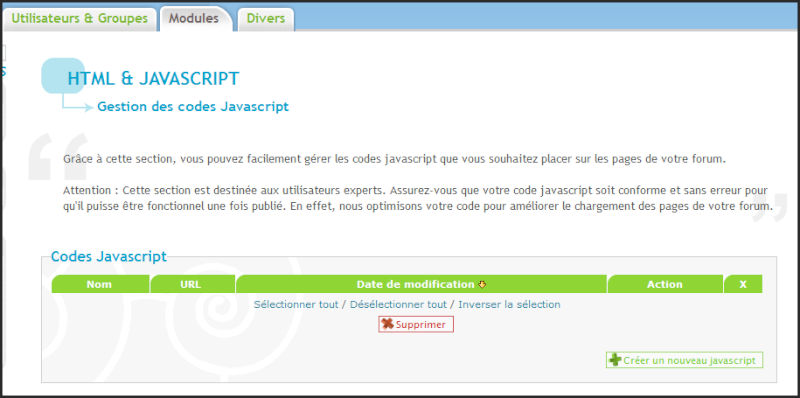 Utilisateurs & Groupes Modules Divers
HTML & JAVASCRIPT
Gestion des codes Javascript
Grâce à cette section, vous pouvez facilement gérer les codes javascript que vous souhaitez placer sur les pages de votre forum.
Attention : Cette section est destinée aux utilisateurs experts. Assurez-vous que votre code javascript soit conforme et sans erreur pour
qu'il puisse être fonctionnel une fois publié. En effet, nous optimisons votre code pour améliorer le chargement des pages de votre forum.
Codes Javascript
Nom URL Date de modification Action X
Sélectionner tout / Désélectionner tout / Inverser la sélection
Supprimer
Créer un nouveau javascript